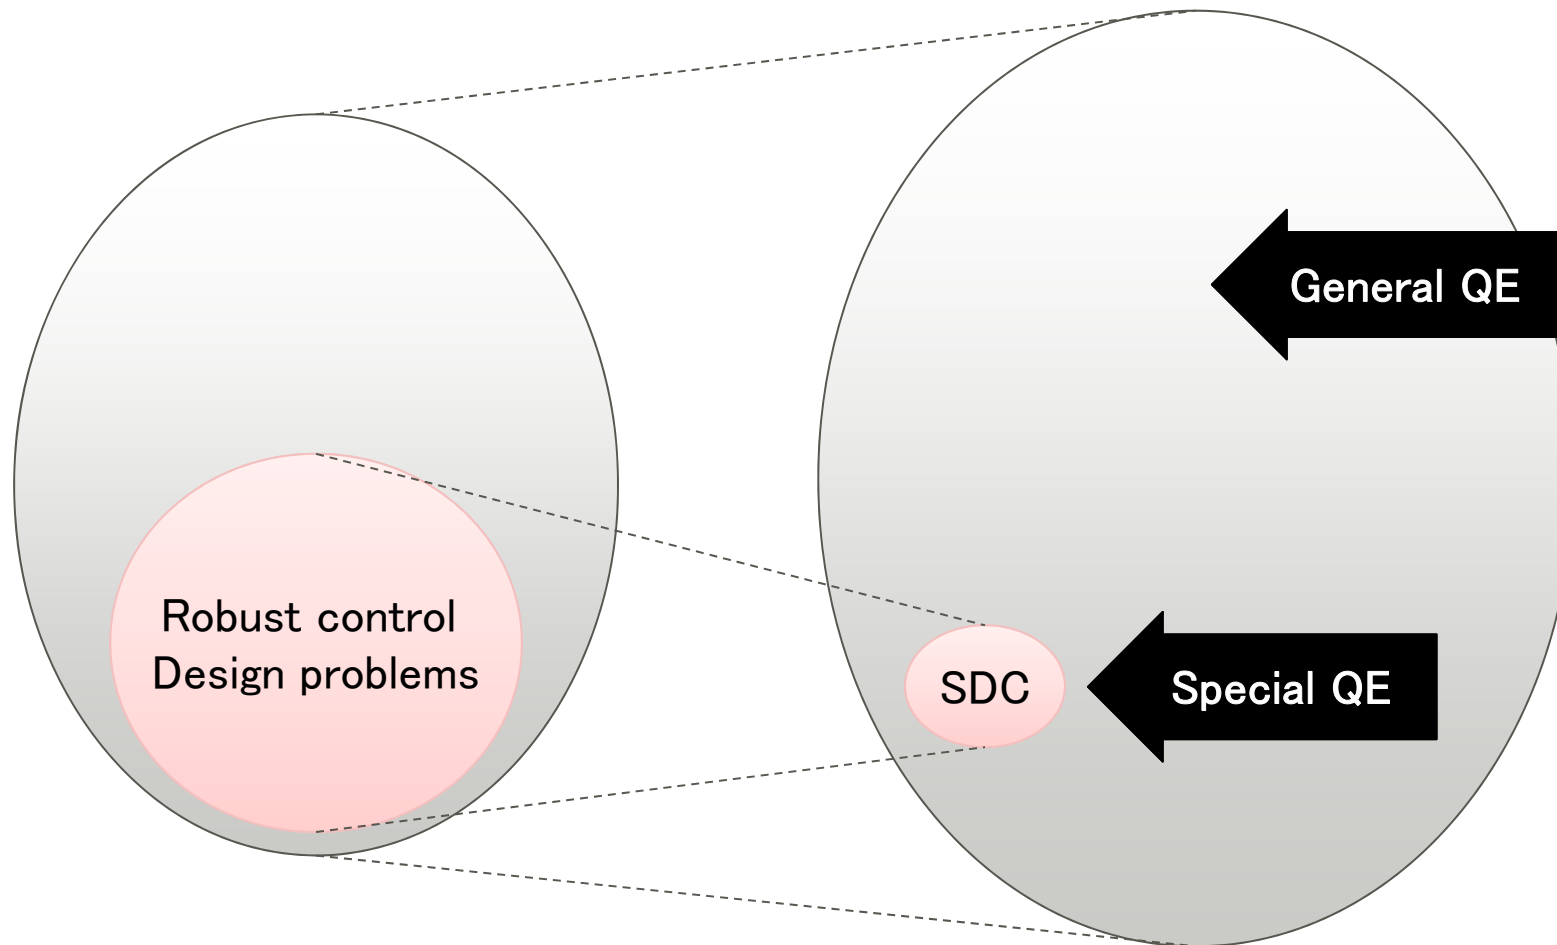 General QE
Robust control
Design problems
SDC
Special QE